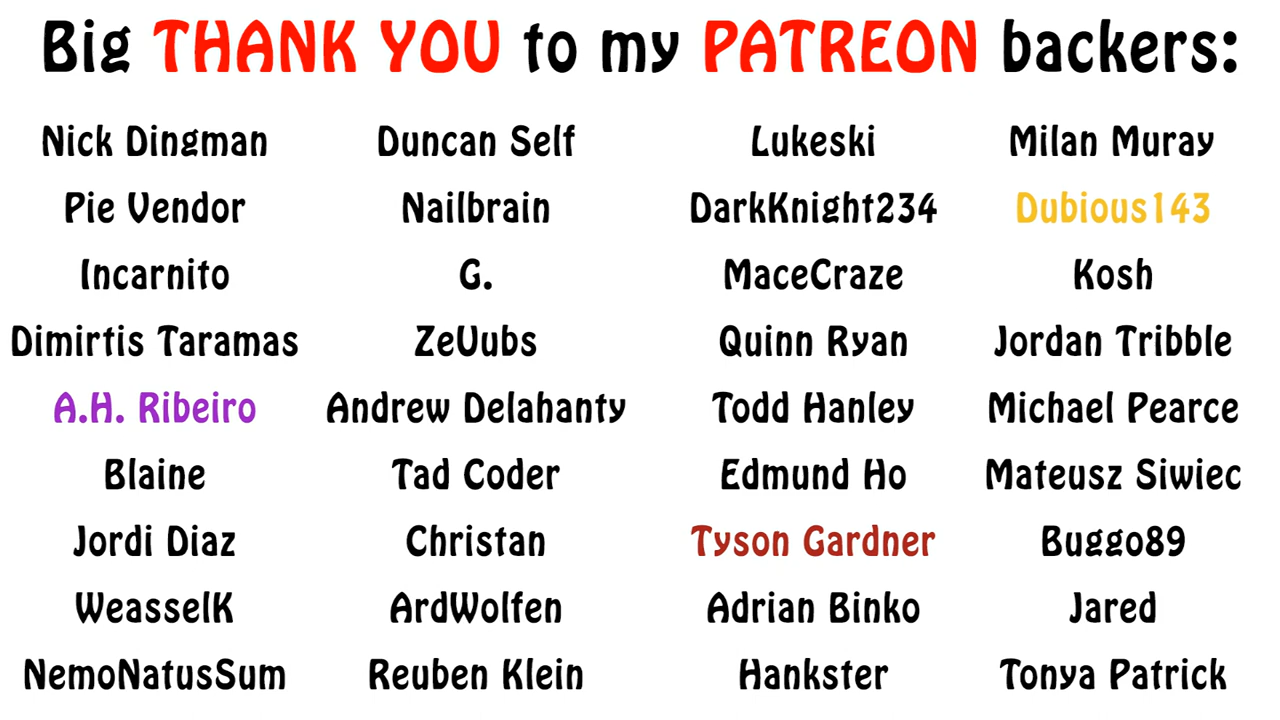 Big THANK YOU to my PATREON backers:
Nick Dingman Duncan Self Lukeski Milan Muray
Pie Vendor Nailbrain DarkKnight234 Dubious143
Incarnito G. MaceCraze Kosh
Dimirtis Taramas ZeVubs Quinn Ryan Jordan Tribble
A.H. Ribeiro Andrew Delahanty Todd Hanley Michael Pearce
Blaine Tad Coder Edmund Ho Mateusz Siwiec
Jordi Diaz Christan Tyson Gardner Buggo89
WeasselK ArdWolfen Adrian Binko Jared
NemoNatusSum Reuben Klein Hankster Tonya Patrick